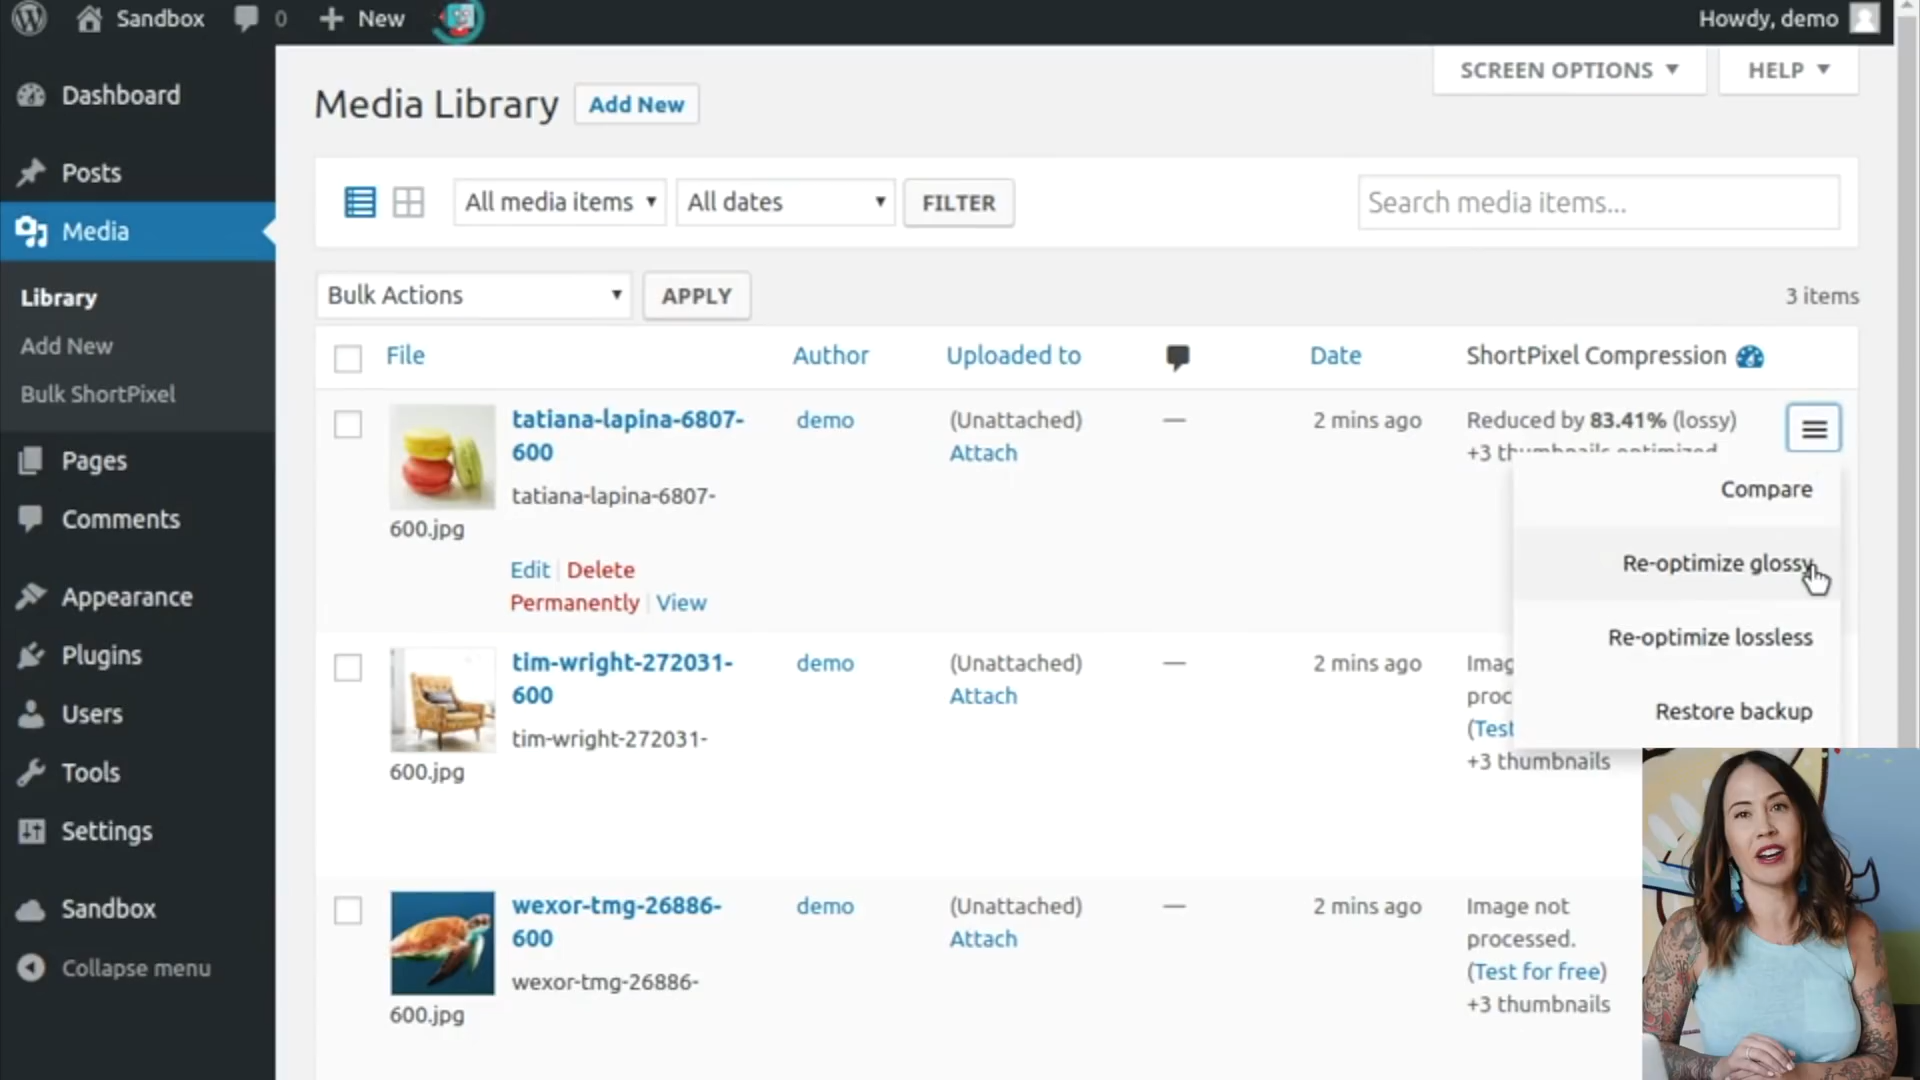 Sandbox 0 New
Howdy, demo
Dashboard
Posts
Media
Library
Add New
Bulk ShortPixel
Pages
Comments
Appearance
Plugins
Users
Tools
Settings
Sandbox
Collapse menu
SCREEN OPTIONS HELP
Media Library Add New
All media items All dates FILTER
Search media items...
Bulk Actions APPLY
3 items
File Author Uploaded to Date ShortPixel Compression
tatiana-lapina-6807-
600
tatiana-lapina-6807-
600.jpg
Edit | Delete
Permanently | View
demo
(Unattached)
Attach
—
2 mins ago
Reduced by 83.41% (lossy)
+3 thumbnails optimized
Compare
Re-optimize glossy
Re-optimize lossless
Restore backup
tim-wright-272031-
600
tim-wright-272031-
600.jpg
demo
(Unattached)
Attach
—
2 mins ago
Imag
proc
(Test
+3 thumbnails
wexor-tmg-26886-
600
wexor-tmg-26886-
600.jpg
demo
(Unattached)
Attach
—
2 mins ago
Image not
processed.
(Test for free)
+3 thumbnails